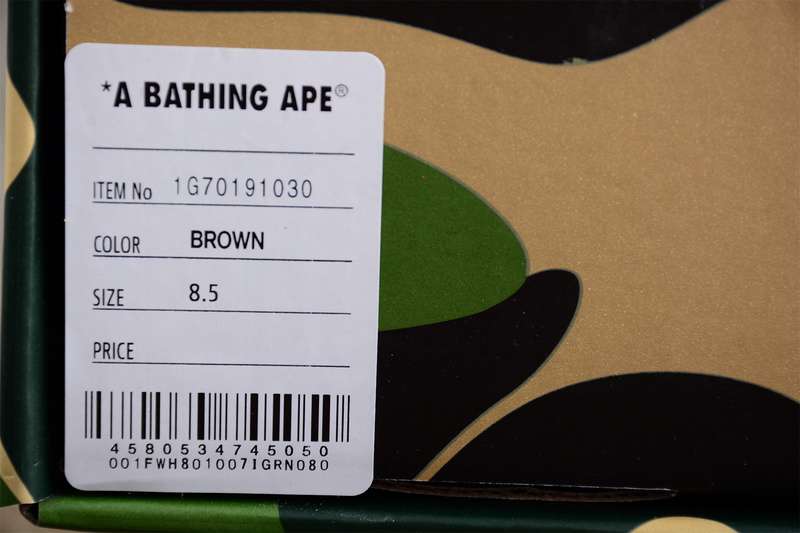 *A BATHING APE®
ITEM No 1G70191030
COLOR BROWN
SIZE 8.5
PRICE
4580534745050
001FWH801007IGRN080